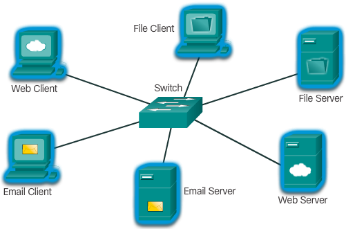 File Client
Web Client
Switch
File Server
Email Client
Email Server
Web Server